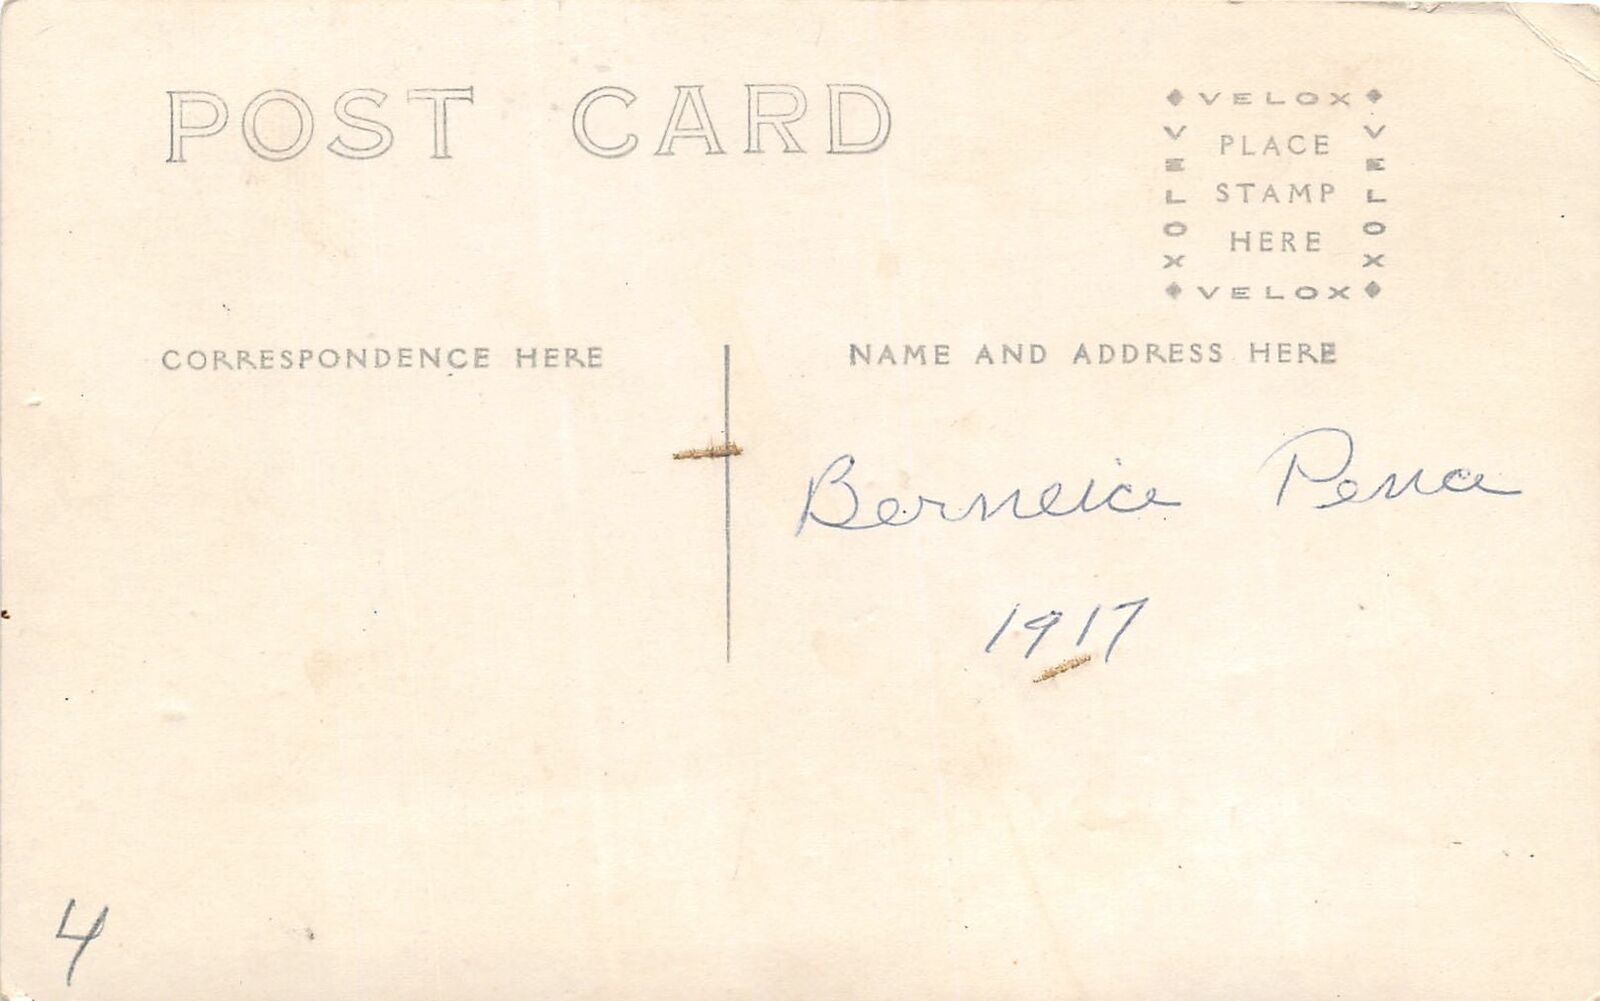 POST CARD
VELOX
VELOX
VELOX
PLACE
STAMP
HERE
VELOX
CORRESPONDENCE HERE
NAME AND ADDRESS HERE
Berneice Pena
1917
4